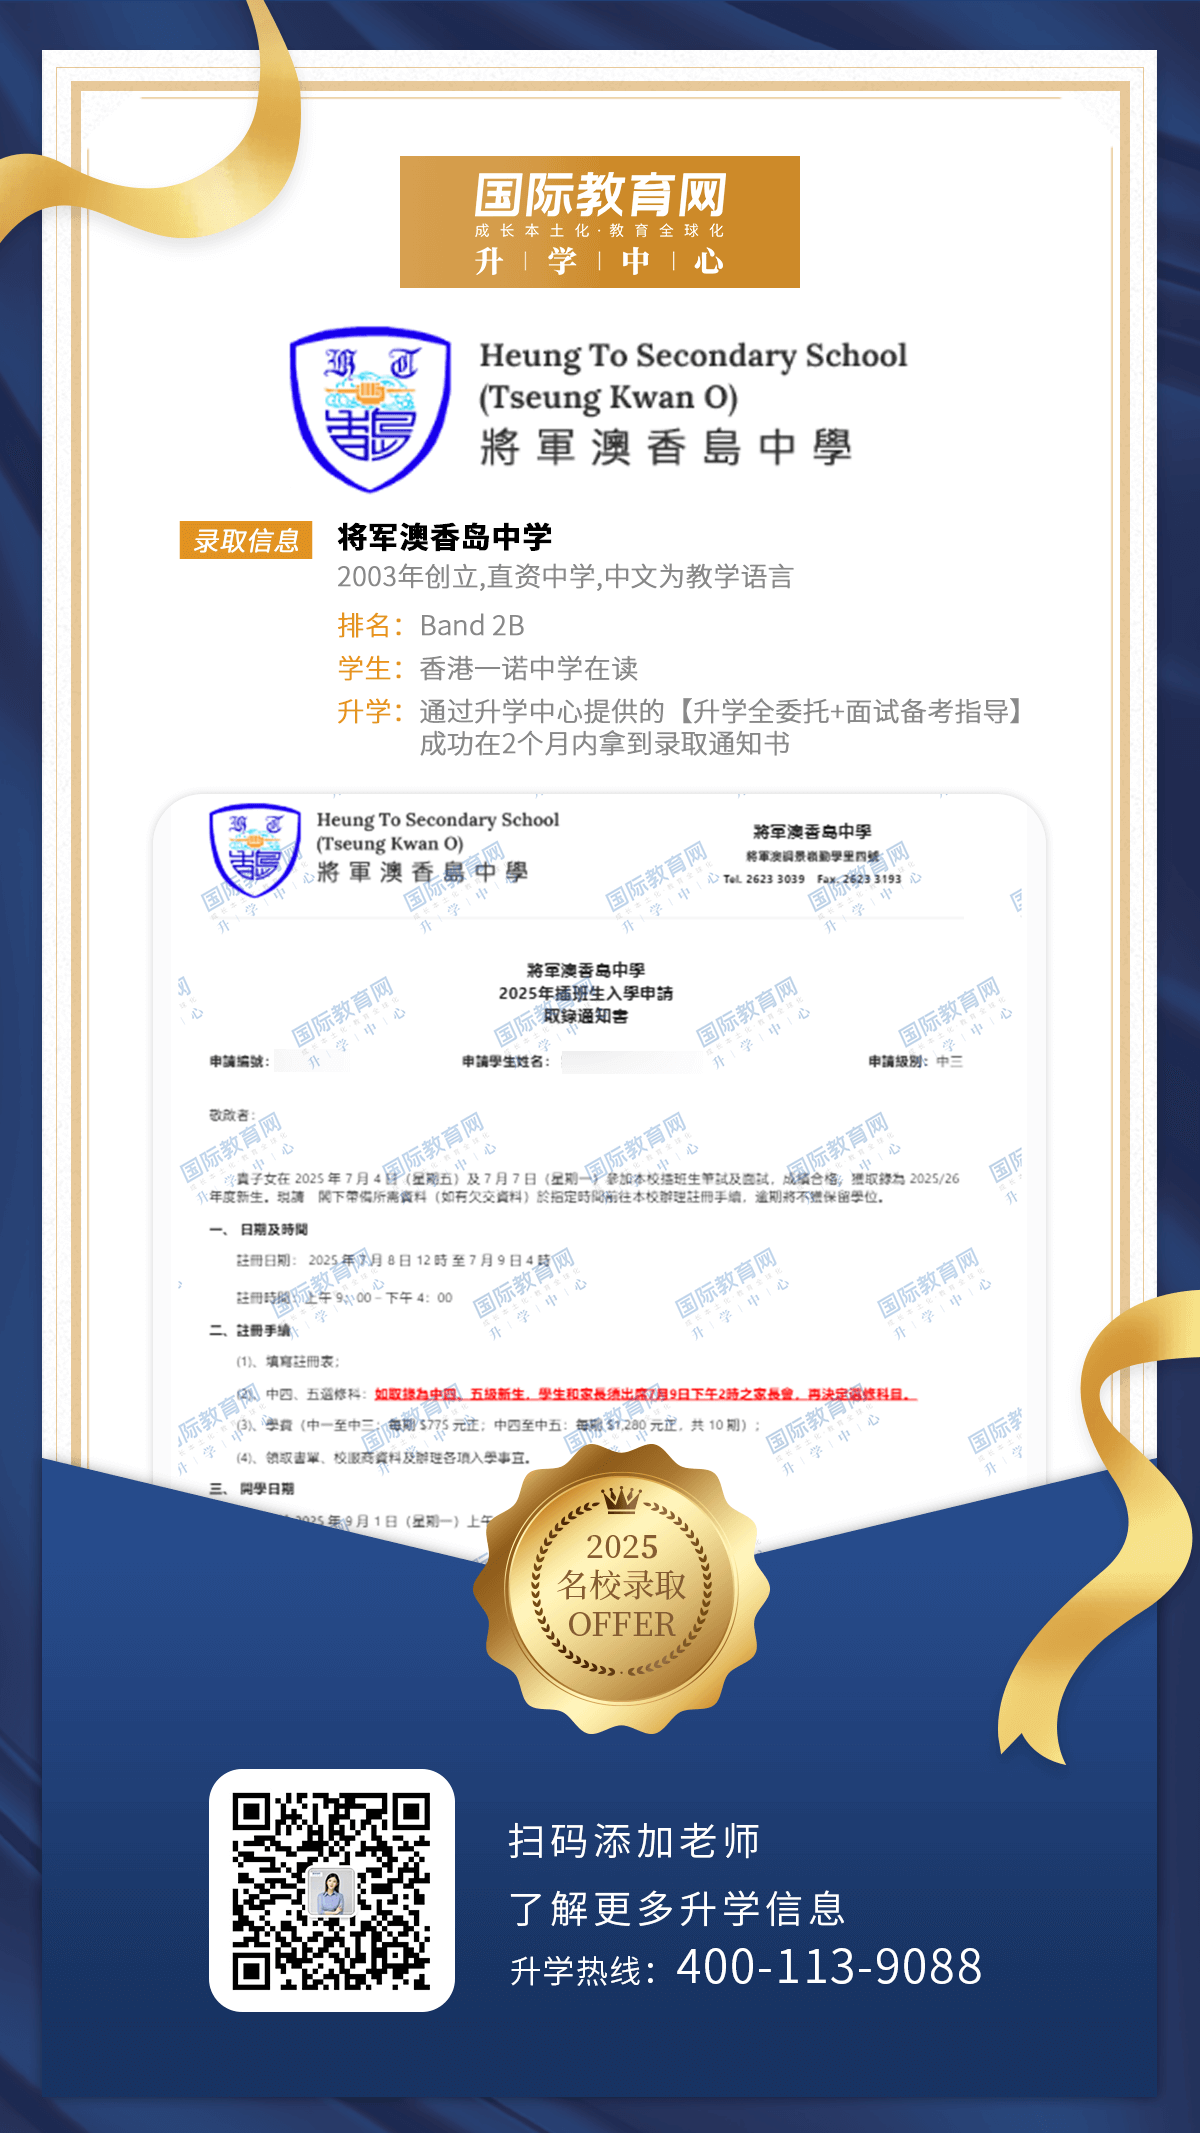 国际教育网
成长本土化·教育全球化
升 | 学 | 中 | 心
Heung To Secondary School
(Tseung Kwan O)
將軍澳香島中學
录取信息
将军澳香岛中学
2003年创立,直资中学,中文为教学语言
排名：Band 2B
学生：香港一诺中学在读
升学：通过升学中心提供的【升学全委托+面试备考指导】
成功在2个月内拿到录取通知书
Heung To Secondary School
(Tseung Kwan O)
將軍澳香島中學
將軍澳香島中學
將軍澳調景嶺勤學里四號
Tel. 2623 3039 Fax. 2623 3193
將軍澳香島中學
2025年插班生入學申請
取錄通知書
申請編號：
申請學生姓名：
申請級別：中三
敬啟者：
貴子女在 2025 年 7 月 4 日（星期五）及 7 月 7 日（星期一）參加本校插班生筆試及面試，成績合格，獲取錄為 2025/26
年度新生。現請 閣下帶備所需資料（如有欠交資料）於指定時間前往本校辦理註冊手續，逾期將不獲保留學位。
一、 日期及時間
註冊日期： 2025 年 7 月 8 日 12 時 至 7 月 9 日 4 時
註冊時間：上午 9：00 – 下午 4：00
二、 註冊手續
(1)、 填寫註冊表；
(2)、 中四、五選修科：如取錄為中四、五級新生，學生和家長須出席7月9日下午2時之家長會，再決定選修科目。
(3)、 學費（中一至中三：每期 $775 元正；中四至中五：每期 $1,280 元正，共 10 期）；
(4)、 領取書單、校服商資料及辦理各項入學事宜。
三、 開學日期
2025 年 9 月 1 日（星期一）上午
2025
名校录取
OFFER
扫码添加老师
了解更多升学信息
升学热线：400-113-9088